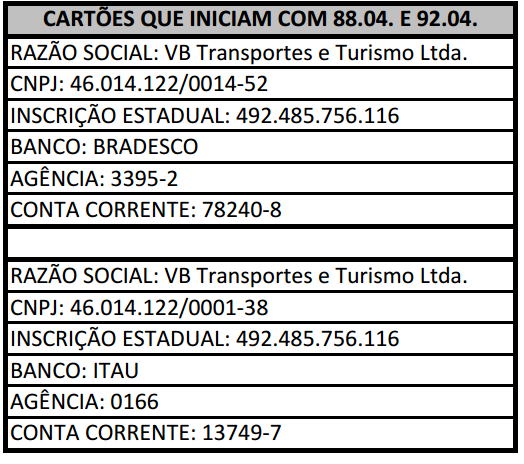 CARTÕES QUE INICIAM COM 88.04. E 92.04.
RAZÃO SOCIAL: VB Transportes e Turismo Ltda.
CNPJ: 46.014.122/0014-52
INSCRIÇÃO ESTADUAL: 492.485.756.116
BANCO: BRADESCO
AGÊNCIA: 3395-2
CONTA CORRENTE: 78240-8
RAZÃO SOCIAL: VB Transportes e Turismo Ltda.
CNPJ: 46.014.122/0001-38
INSCRIÇÃO ESTADUAL: 492.485.756.116
BANCO: ITAU
AGÊNCIA: 0166
CONTA CORRENTE: 13749-7